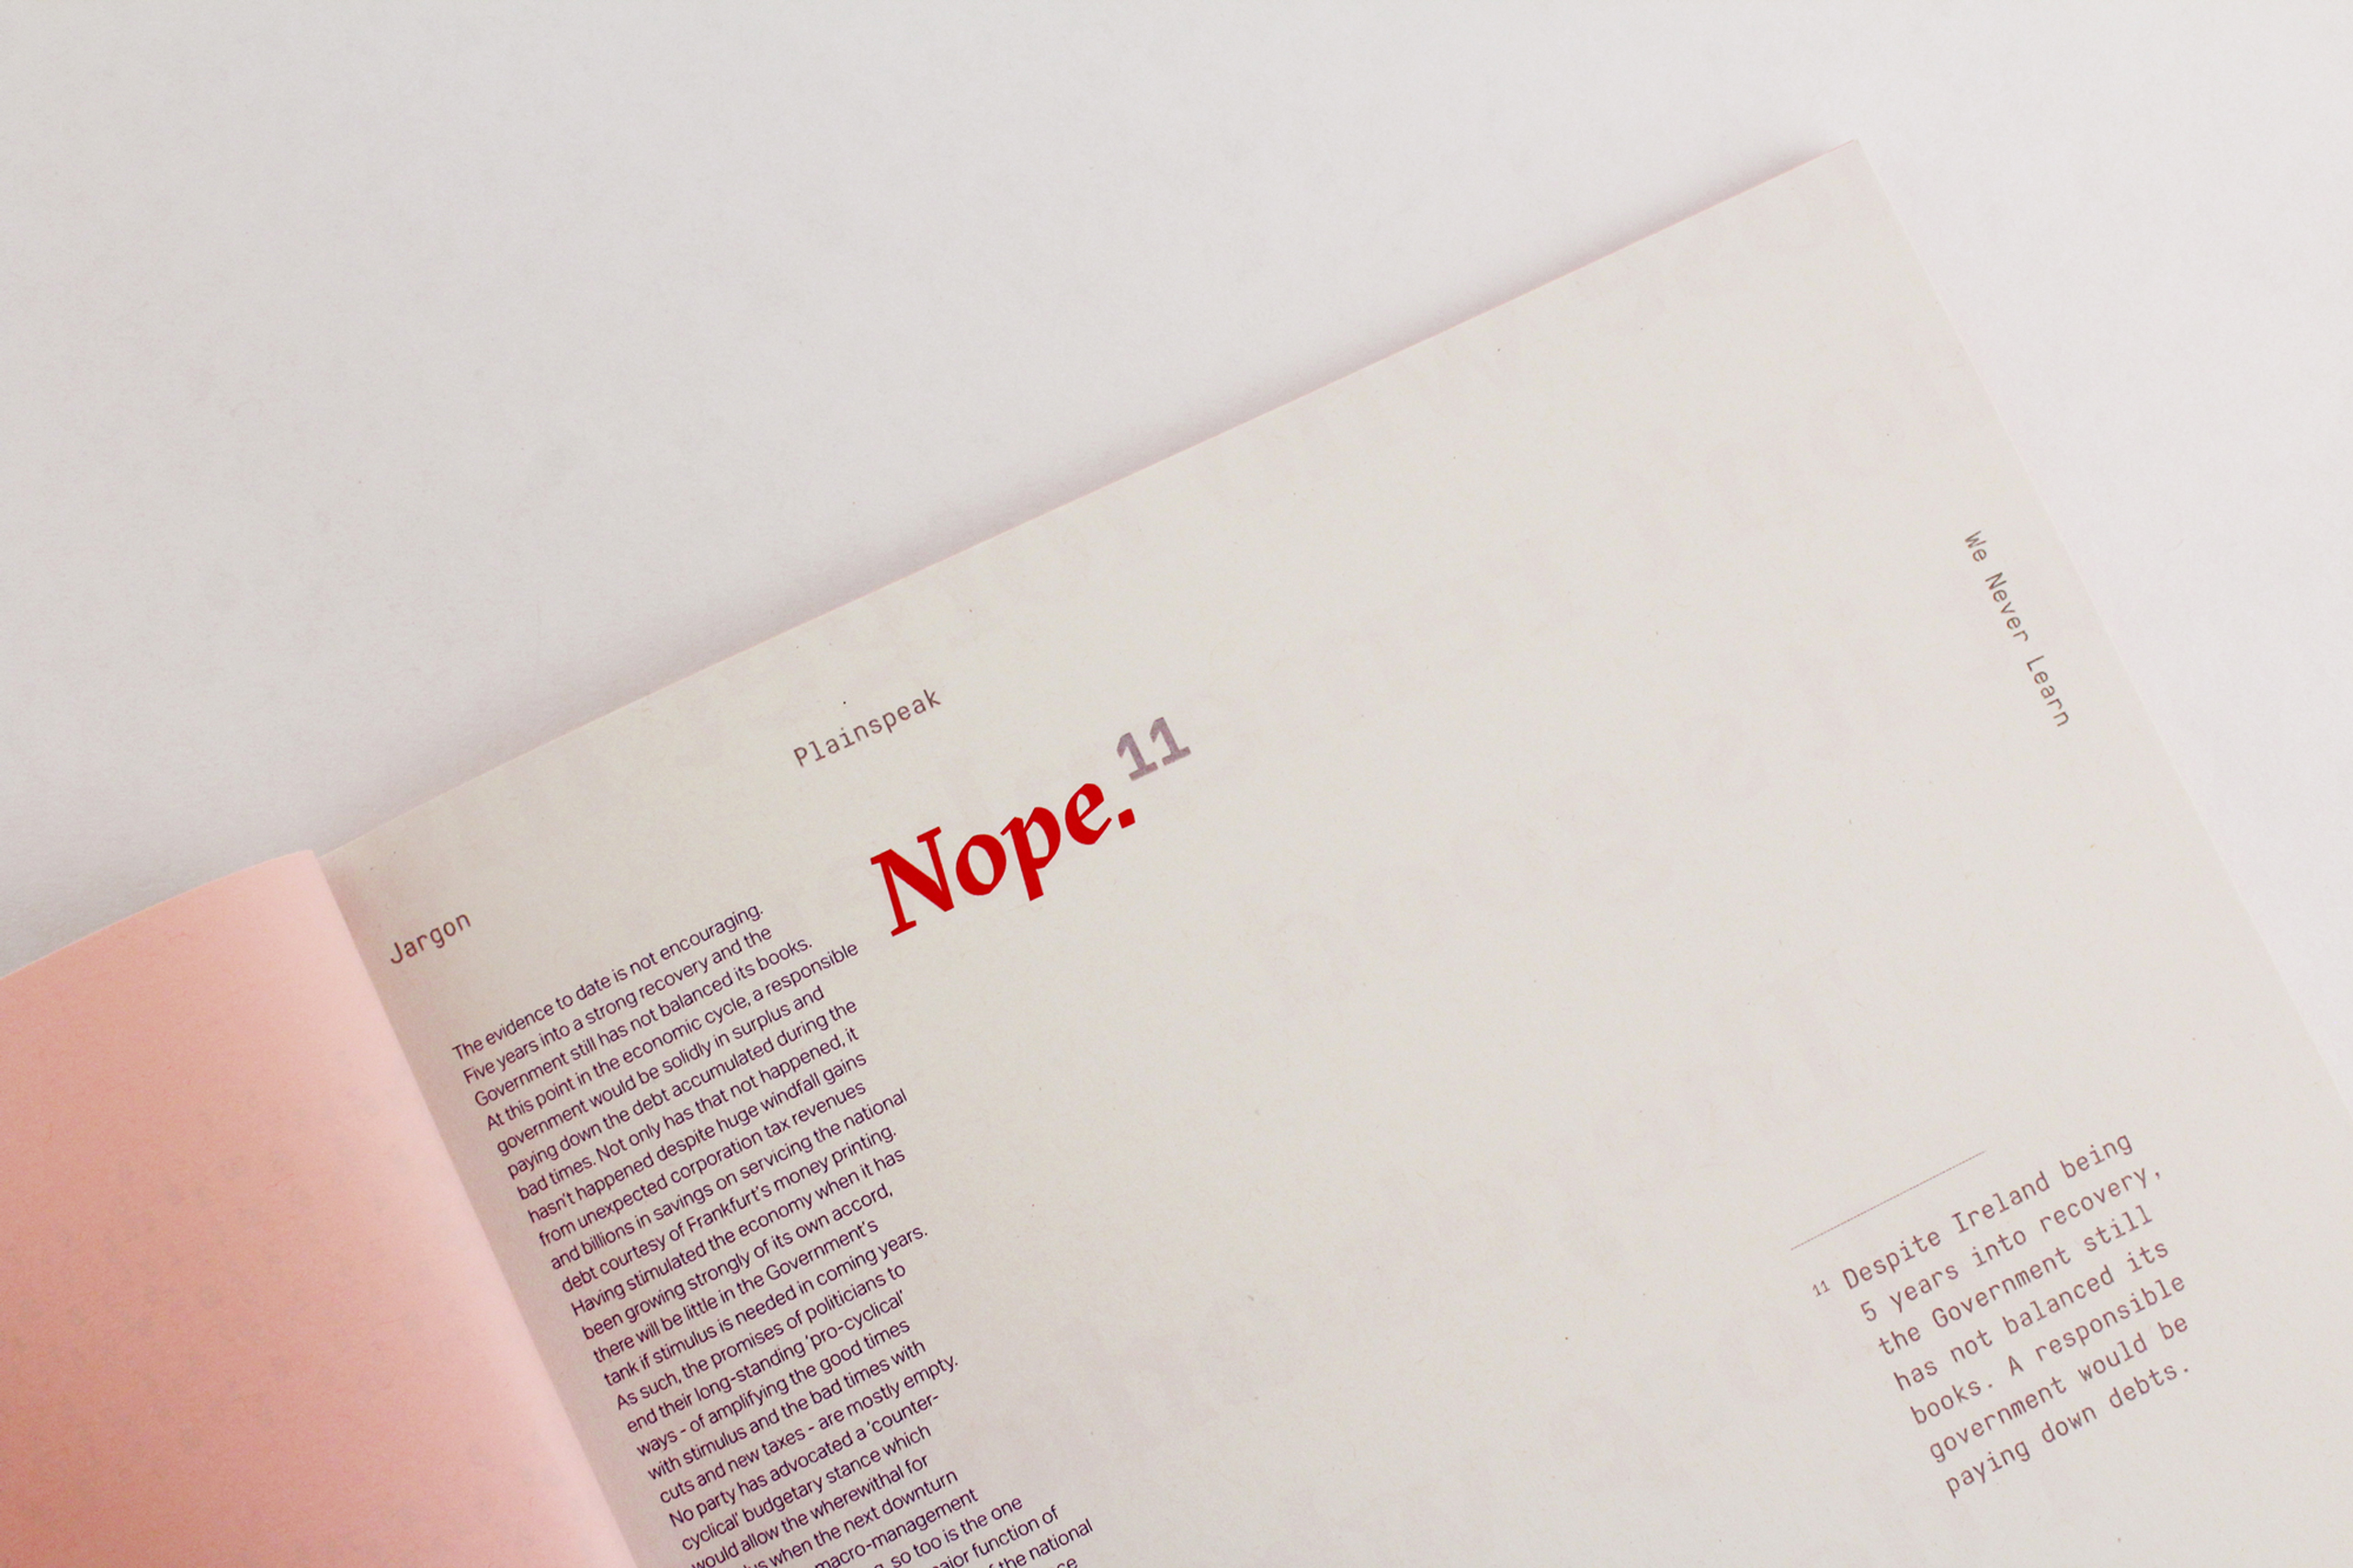 Jargon
The evidence to date is not encouraging.
Five years into a strong recovery and the
Government still has not balanced its books.
At this point in the economic cycle, a responsible
government would be solidly in surplus and
paying down the debt accumulated during the
bad times. Not only has that not happened, it
hasn't happened despite huge windfall gains
from unexpected corporation tax revenues
and billions in savings on servicing the national
debt courtesy of Frankfurt's money printing.
Having stimulated the economy when it has
been growing strongly of its own accord,
there will be little in the Government's
tank if stimulus is needed in coming years.
As such, the promises of politicians to
end their long-standing 'pro-cyclical'
ways - of amplifying the good times
with stimulus and the bad times with
cuts and new taxes - are mostly empty.
No party has advocated a 'counter-
cyclical' budgetary stance which
would allow the wherewithal for
when the next downturn
macro-management
so too is the one
function of
the national
Plainspeak
Nope.11
We Never Learn
11 Despite Ireland being
5 years into recovery,
the Government still
has not balanced its
books. A responsible
government would be
paying down debts.